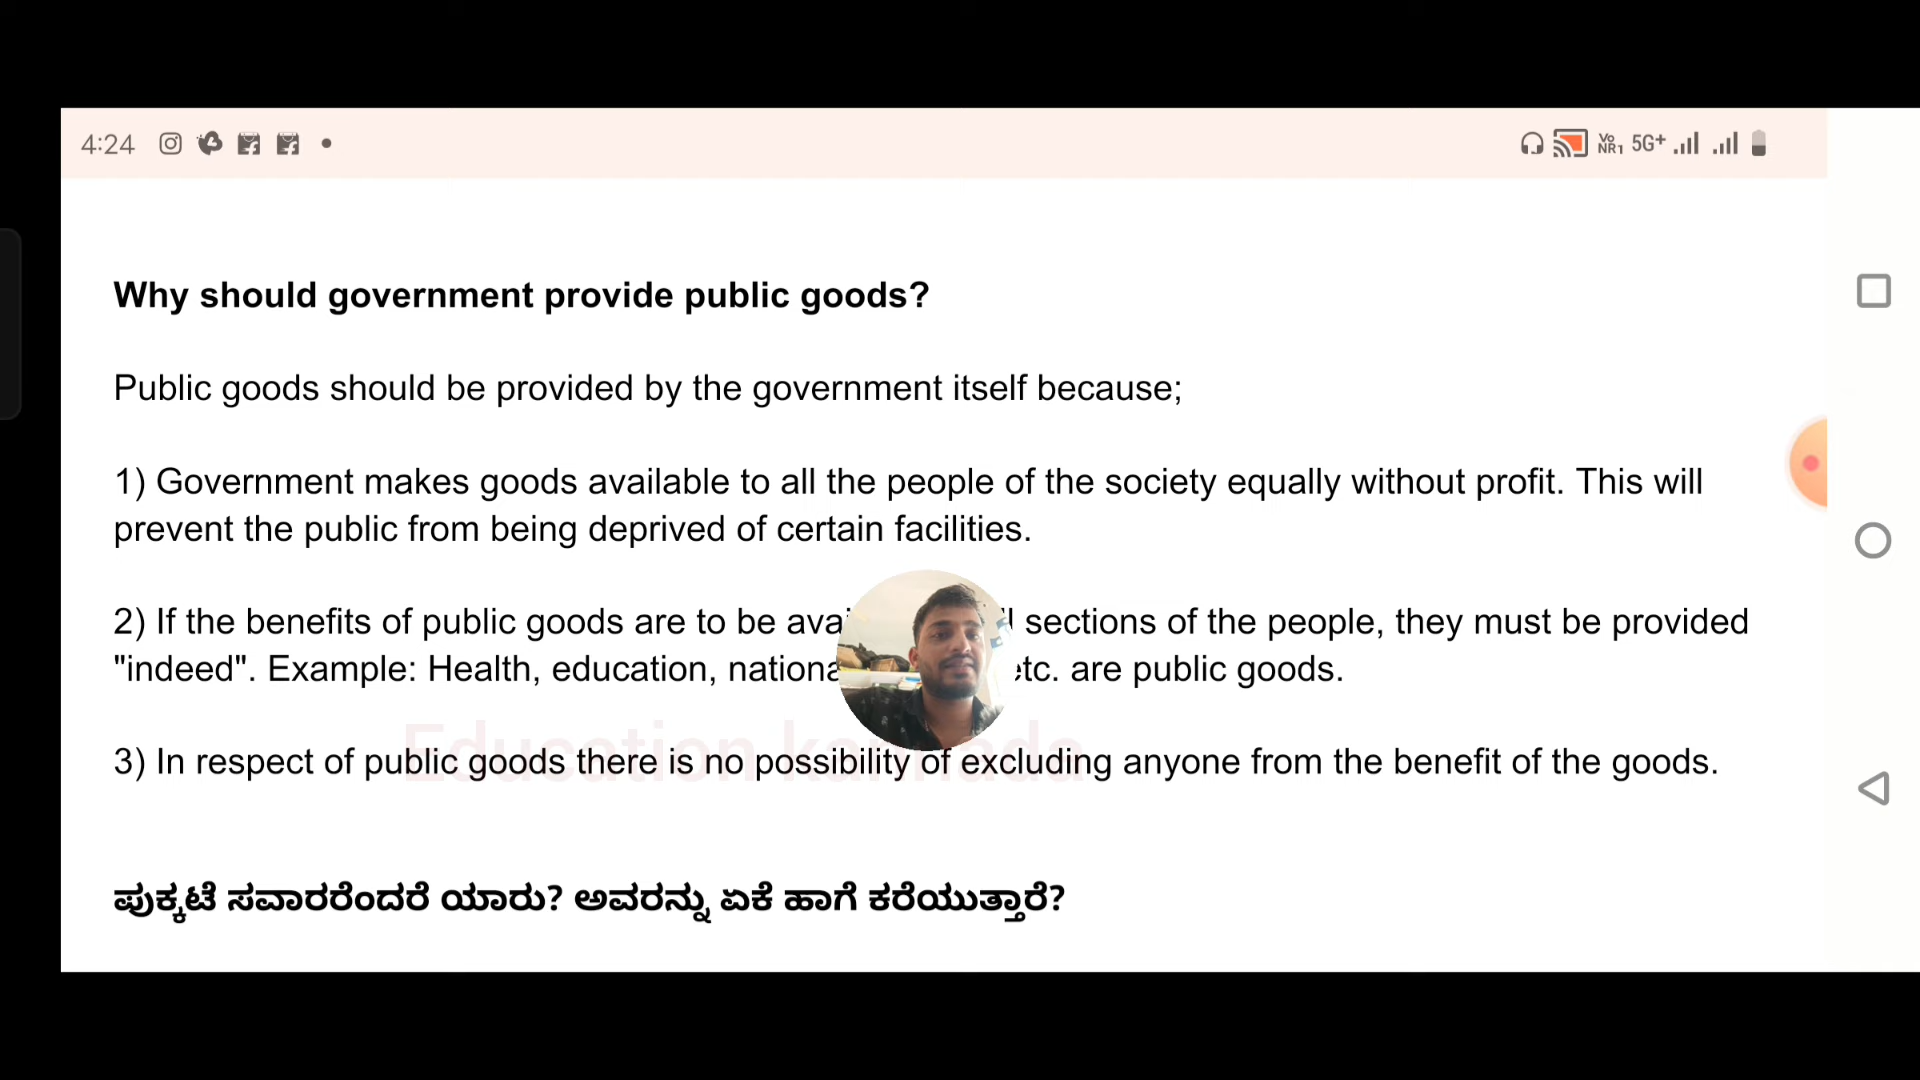 4:24
Vo
NR1 5G+
Why should government provide public goods?
Public goods should be provided by the government itself because;
1) Government makes goods available to all the people of the society equally without profit. This will
prevent the public from being deprived of certain facilities.
2) If the benefits of public goods are to be sections of the people, they must be provided
"indeed". Example: Health, education, etc. are public goods.
Education kannada
3) In respect of public goods there is no possibility of excluding anyone from the benefit of the goods.
ಪುಕ್ಕಟೆ ಸವಾರರೆಂದರೆ ಯಾರು? ಅವರನ್ನು ಏಕೆ ಹಾಗೆ ಕರೆಯುತ್ತಾರೆ?